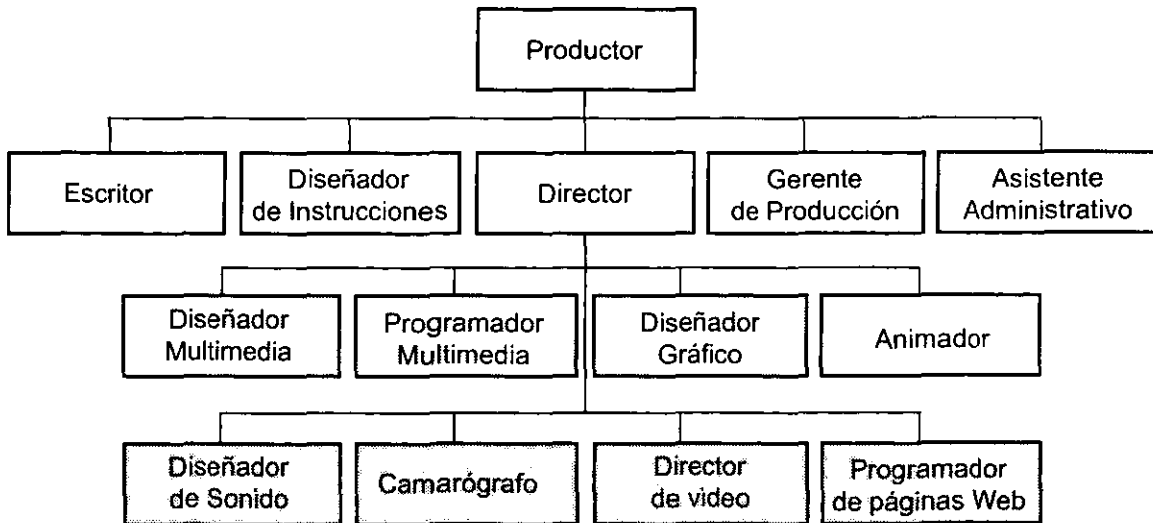 Productor
Escritor
Diseñador
de Instrucciones
Director
Gerente
de Producción
Asistente
Administrativo
Diseñador
Multimedia
Programador
Multimedia
Diseñador
Gráfico
Animador
Diseñador
de Sonido
Camarógrafo
Director
de video
Programador
de páginas Web